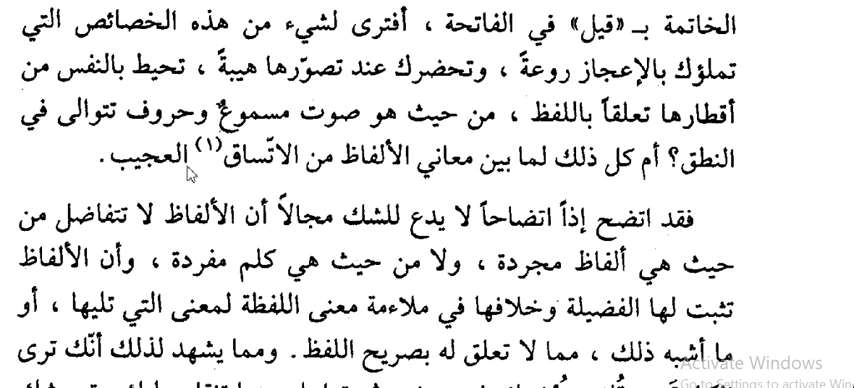 الخاتمة بـ «قيل» في الفاتحة ، أفترى لشيء من هذه الخصائص التي
تملؤك بالإعجاز روعةً ، وتحضرك عند تصوّرها هيبةً ، تحيط بالنفس من
أقطارها تعلقاً باللفظ ، من حيث هو صوت مسموعٌ وحروف تتوالى في
النطق؟ أم كل ذلك لما بين معاني الألفاظ من الاتّساق(١) العجيب .
فقد اتضح إذاً اتضاحاً لا يدع للشك مجالاً أن الألفاظ لا تتفاضل من
حيث هي ألفاظ مجردة ، ولا من حيث هي كلم مفردة ، وأن الألفاظ
تثبت لها الفضيلة وخلافها في ملاءمة معنى اللفظة لمعنى التي تليها ، أو
ما أشبه ذلك ، مما لا تعلق له بصريح اللفظ . ومما يشهد لذلك أنّك ترى
Activate Windows
Go to Settings to activate Win